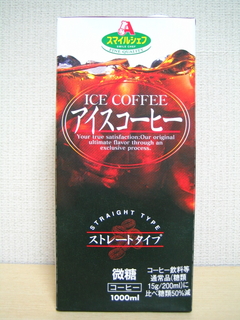 A
スマイルシェフ
SMILE CHEF
ICE COFFEE
アイスコーヒー
Your true satisfaction:Our original
ultimate flavor through an
exclusive process.
STRAIGHT TYPE
ストレートタイプ
微糖
コーヒー
1000ml
コーヒー飲料等
通常品(糖類
15g/200ml)に
比べ糖類50%減